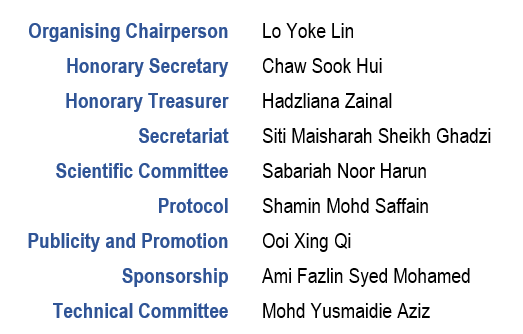 Organising Chairperson Lo Yoke Lin
Honorary Secretary Chaw Sook Hui
Honorary Treasurer Hadzliana Zainal
Secretariat Siti Maisharah Sheikh Ghadzi
Scientific Committee Sabariah Noor Harun
Protocol Shamin Mohd Saffain
Publicity and Promotion Ooi Xing Qi
Sponsorship Ami Fazlin Syed Mohamed
Technical Committee Mohd Yusmaidie Aziz